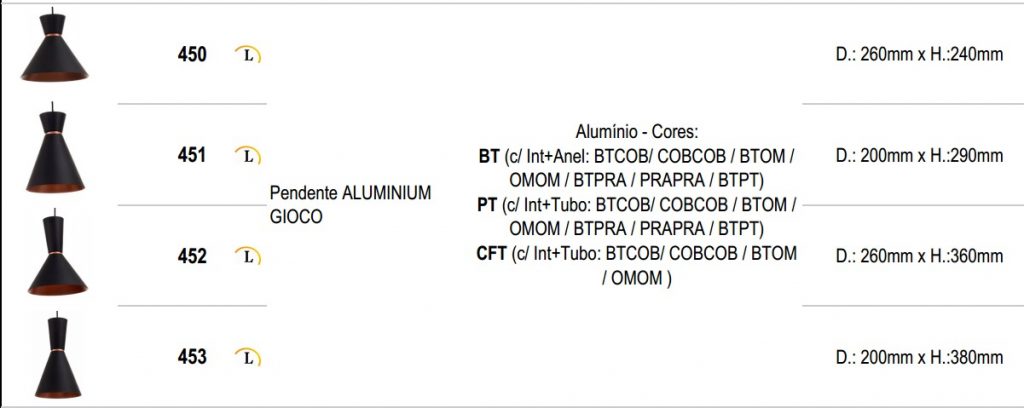 450 L D.: 260mm x H.:240mm
451 L D.: 200mm x H.:290mm
Pendente ALUMINIUM
GIOCO
Alumínio - Cores:
BT (c/ Int+Anel: BTCOB/ COBCOB / BTOM /
OMOM / BTPRA / PRAPRA / BTPT)
PT (c/ Int+Tubo: BTCOB/ COBCOB / BTOM /
OMOM / BTPRA / PRAPRA / BTPT)
CFT (c/ Int+Tubo: BTCOB/ COBCOB / BTOM
/ OMOM )
452 L D.: 260mm x H.:360mm
453 L D.: 200mm x H.:380mm